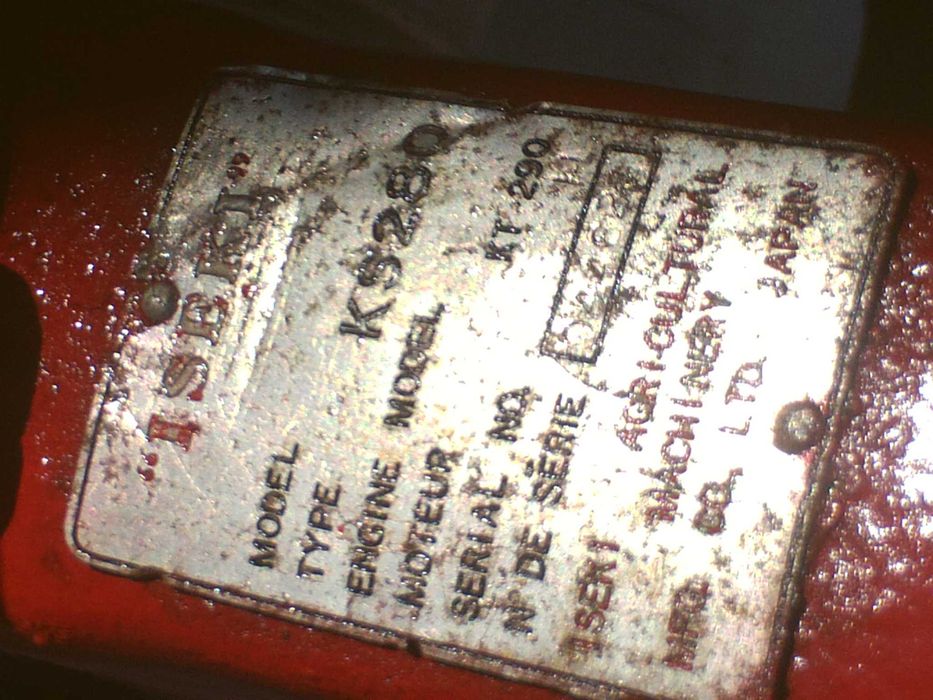 "ISEKI"
MODEL
TYPE KS280
ENGINE MODEL
MOTEUR KT 290
SERIAL NO.
N° DE SERIE
ISEKI AGRICULTURAL
MACHINERY
MFG. CO. LTD. JAPAN